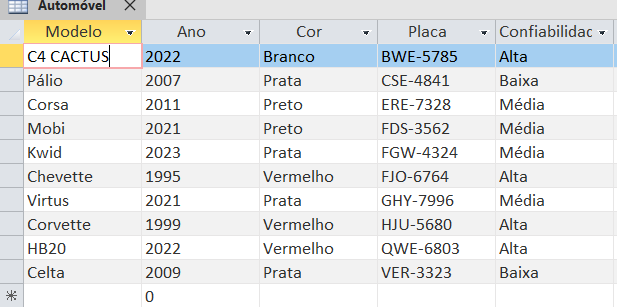 Automóvel
Modelo Ano Cor Placa Confiabilidac
C4 CACTUS 2022 Branco BWE-5785 Alta
Pálio 2007 Prata CSE-4841 Baixa
Corsa 2011 Preto ERE-7328 Média
Mobi 2021 Preto FDS-3562 Média
Kwid 2023 Prata FGW-4324 Média
Chevette 1995 Vermelho FJO-6764 Alta
Virtus 2021 Prata GHY-7996 Média
Corvette 1999 Vermelho HJU-5680 Alta
HB20 2022 Vermelho QWE-6803 Alta
Celta 2009 Prata VER-3323 Baixa
0